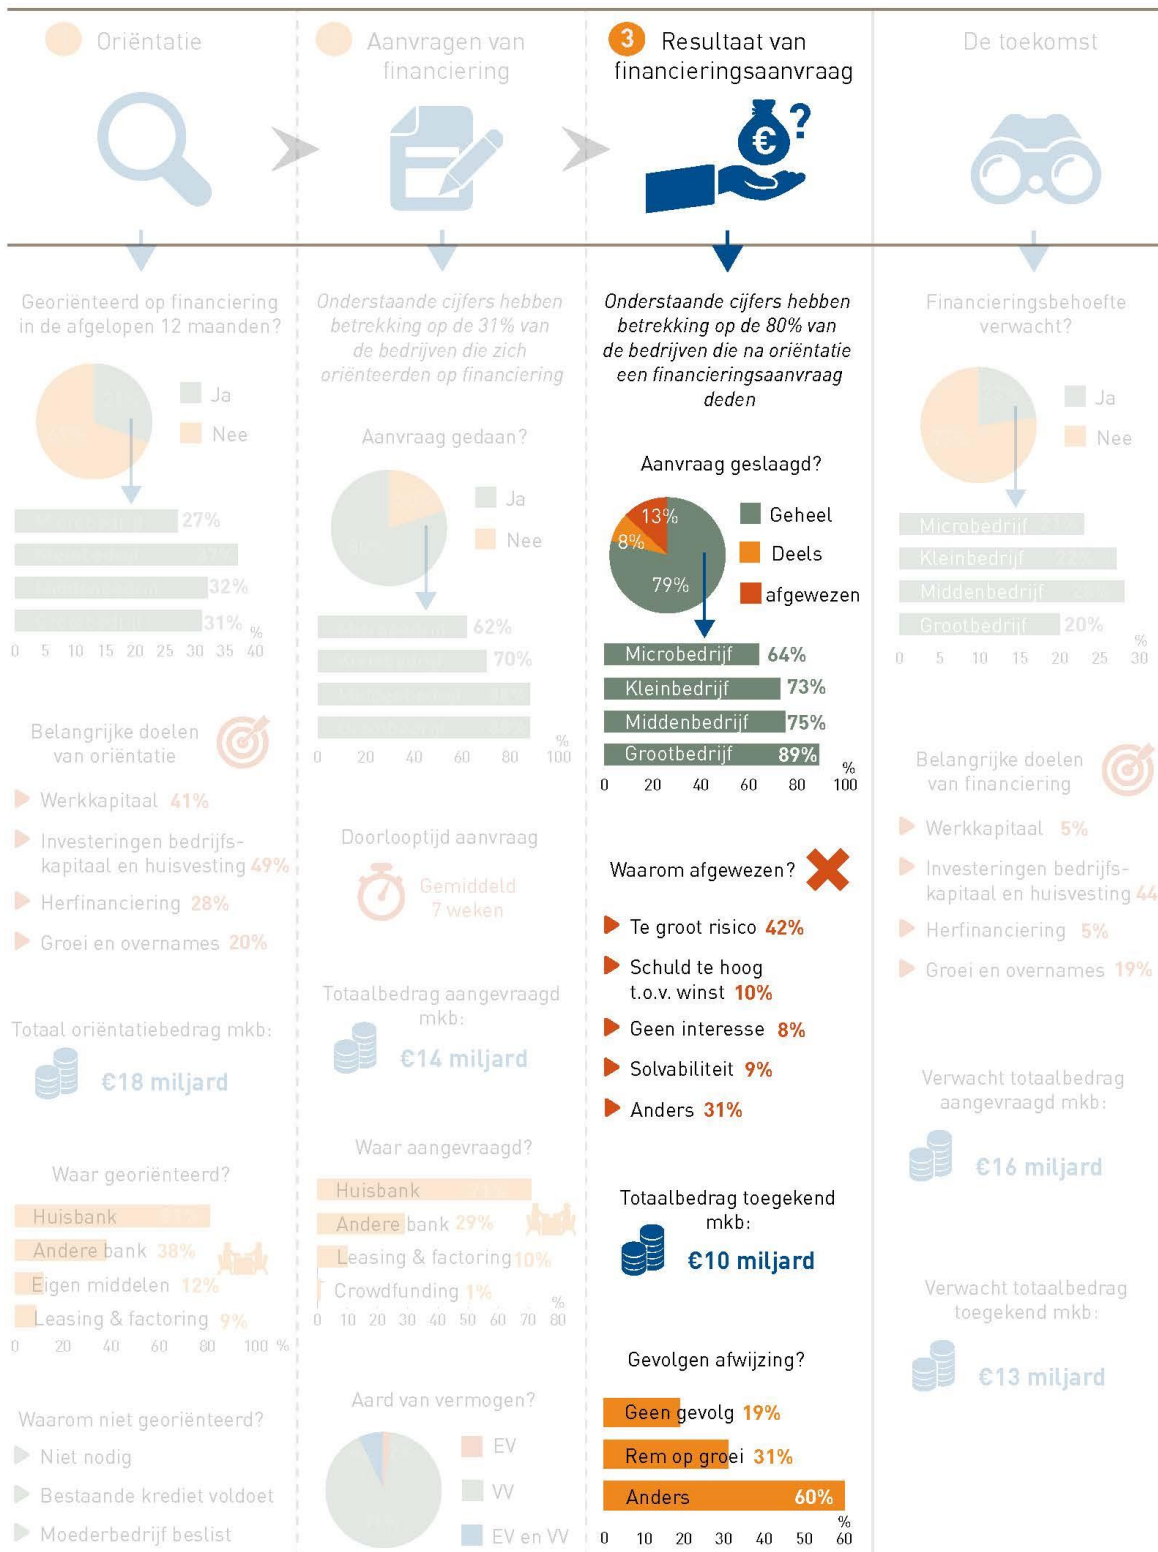 Oriëntatie
Georiënteerd op financiering
in de afgelopen 12 maanden?
Ja
Nee
27%
32%
31%
%
0 5 10 15 20 25 30 35 40
Belangrijke doelen
van oriëntatie
Werkkapitaal 41%
Investeringen bedrijfs-
kapitaal en huisvesting 49%
Herfinanciering 28%
Groei en overnames 20%
Totaal oriëntatiebedrag mkb:
€18 miljard
Waar georiënteerd?
Huisbank
Andere bank 38%
Eigen middelen 12%
Leasing & factoring 9%
0 20 40 60 80 100 %
Waarom niet georiënteerd?
Niet nodig
Bestaande krediet voldoet
Moederbedrijf beslist
Aanvragen van
financiering
Onderstaande cijfers hebben
betrekking op de 31% van
de bedrijven die zich
oriënteerden op financiering
Aanvraag gedaan?
Ja
Nee
62%
70%
%
0 20 40 60 80 100
Doorlooptijd aanvraag
Gemiddeld
7 weken
Totaalbedrag aangevraagd
mkb:
€14 miljard
Waar aangevraagd?
Huisbank
Andere bank 29%
Leasing & factoring 10%
Crowdfunding 1%
%
0 10 20 30 40 50 60 70 80
Aard van vermogen?
EV
VV
EV en VV
3 Resultaat van
financieringsaanvraag
€ ?
Onderstaande cijfers hebben
betrekking op de 80% van
de bedrijven die na oriëntatie
een financieringsaanvraag
deden
Aanvraag geslaagd?
13%
8%
79%
Geheel
Deels
afgewezen
Microbedrijf 64%
Kleinbedrijf 73%
Middenbedrijf 75%
Grootbedrijf 89%
%
0 20 40 60 80 100
Waarom afgewezen?
Te groot risico 42%
Schuld te hoog
t.o.v. winst 10%
Geen interesse 8%
Solvabiliteit 9%
Anders 31%
Totaalbedrag toegekend
mkb:
€10 miljard
Gevolgen afwijzing?
Geen gevolg 19%
Rem op groei 31%
Anders 60%
%
0 10 20 30 40 50 60
De toekomst
Financieringsbehoefte
verwacht?
Ja
Nee
Microbedrijf
Kleinbedrijf
Middenbedrijf
Grootbedrijf 20%
%
0 5 10 15 20 25 30
Belangrijke doelen
van financiering
Werkkapitaal 5%
Investeringen bedrijfs-
kapitaal en huisvesting 44
Herfinanciering 5%
Groei en overnames 19%
Verwacht totaalbedrag
aangevraagd mkb:
€16 miljard
Verwacht totaalbedrag
toegekend mkb:
€13 miljard